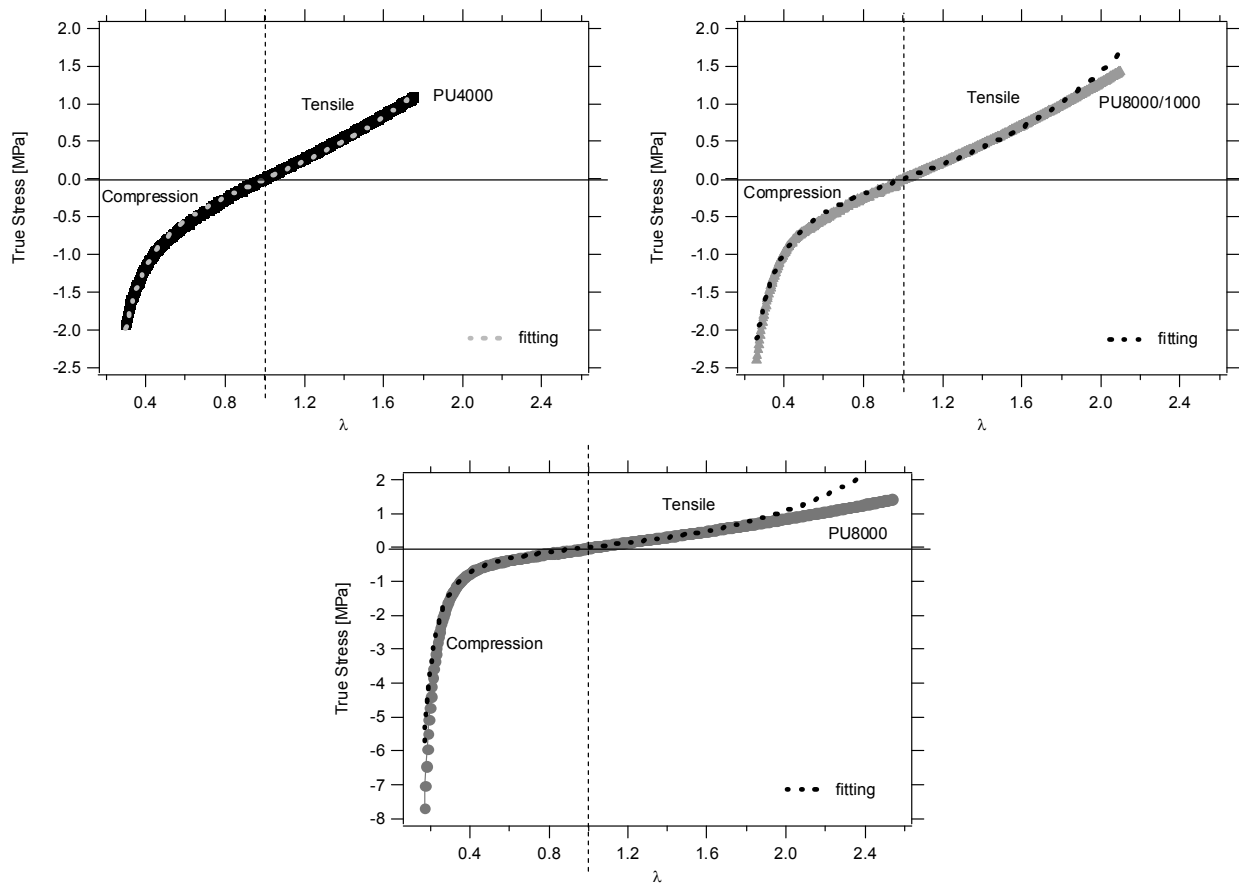 2.0
1.5
1.0
0.5
0.0
-0.5
-1.0
-1.5
-2.0
-2.5
True Stress [MPa]
PU4000
Tensile
Compression
fitting
0.4 0.8 1.2 1.6 2.0 2.4
λ
2.0
1.5
1.0
0.5
0.0
-0.5
-1.0
-1.5
-2.0
-2.5
True Stress [MPa]
Tensile
PU8000/1000
Compression
fitting
0.4 0.8 1.2 1.6 2.0 2.4
λ
2
1
0
-1
-2
-3
-4
-5
-6
-7
-8
True Stress [MPa]
Tensile
PU8000
Compression
fitting
0.4 0.8 1.2 1.6 2.0 2.4
λ